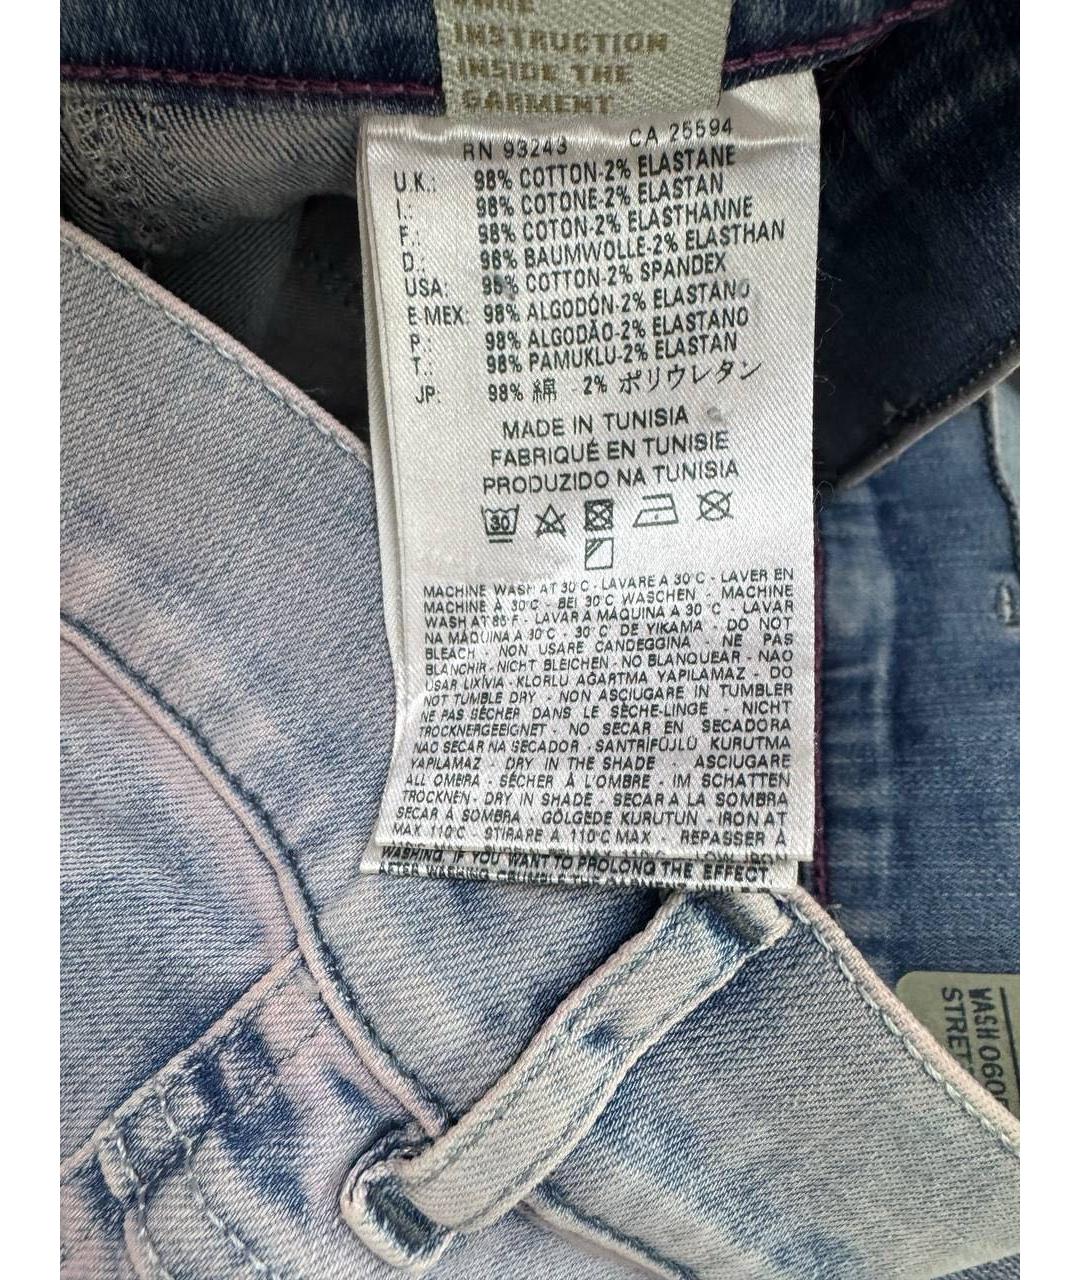 CARE
INSTRUCTION
INSIDE THE
GARMENT
RN 93243 CA 25594
U.K.: 98% COTTON-2% ELASTANE
I.: 98% COTONE-2% ELASTAN
F.: 98% COTON-2% ELASTHANNE
D.: 98% BAUMWOLLE-2% ELASTHAN
USA: 98% COTTON-2% SPANDEX
E-MEX: 98% ALGODÓN-2% ELASTANO
P.: 98% ALGODÃO-2% ELASTANO
T.: 98% PAMUKLU-2% ELASTAN
JP: 98% 綿 -2% ポリウレタン
MADE IN TUNISIA
FABRIQUÉ EN TUNISIE
PRODUZIDO NA TUNISIA
30
MACHINE WASH AT 30°C - LAVARE A 30°C - LAVER EN
MACHINE À 30°C - BEI 30°C WASCHEN - MACHINE
WASH AT 86°F - LAVAR A MÁQUINA A 30 °C - LAVAR
NA MÁQUINA A 30°C - 30°C DE YIKAMA - DO NOT
BLEACH - NON USARE CANDEGGINA - NE PAS
BLANCHIR - NICHT BLEICHEN - NO BLANQUEAR - NÃO
USAR LIXÍVIA - KLORLU AĞARTMA YAPILAMAZ - DO
NOT TUMBLE DRY - NON ASCIUGARE IN TUMBLER
NE PAS SÉCHER DANS LE SÈCHE-LINGE - NICHT
TROCKNERGEEIGNET - NO SECAR EN SECADORA
NÃO SECAR NA SECADOR - SANTRİFÜJLÜ KURUTMA
YAPILAMAZ - DRY IN THE SHADE - ASCIUGARE
ALL OMBRA - SÉCHER À L'OMBRE - IM SCHATTEN
TROCKNEN - DRY IN SHADE - SECAR A LA SOMBRA
SECAR À SOMBRA - GÖLGEDE KURUTUN - IRON AT
MAX 110°C - STIRARE A 110°C MAX - REPASSER À
WASHING, IF YOU WANT TO PROLONG THE EFFECT
AFTER WASHING
WASH 060
STRET